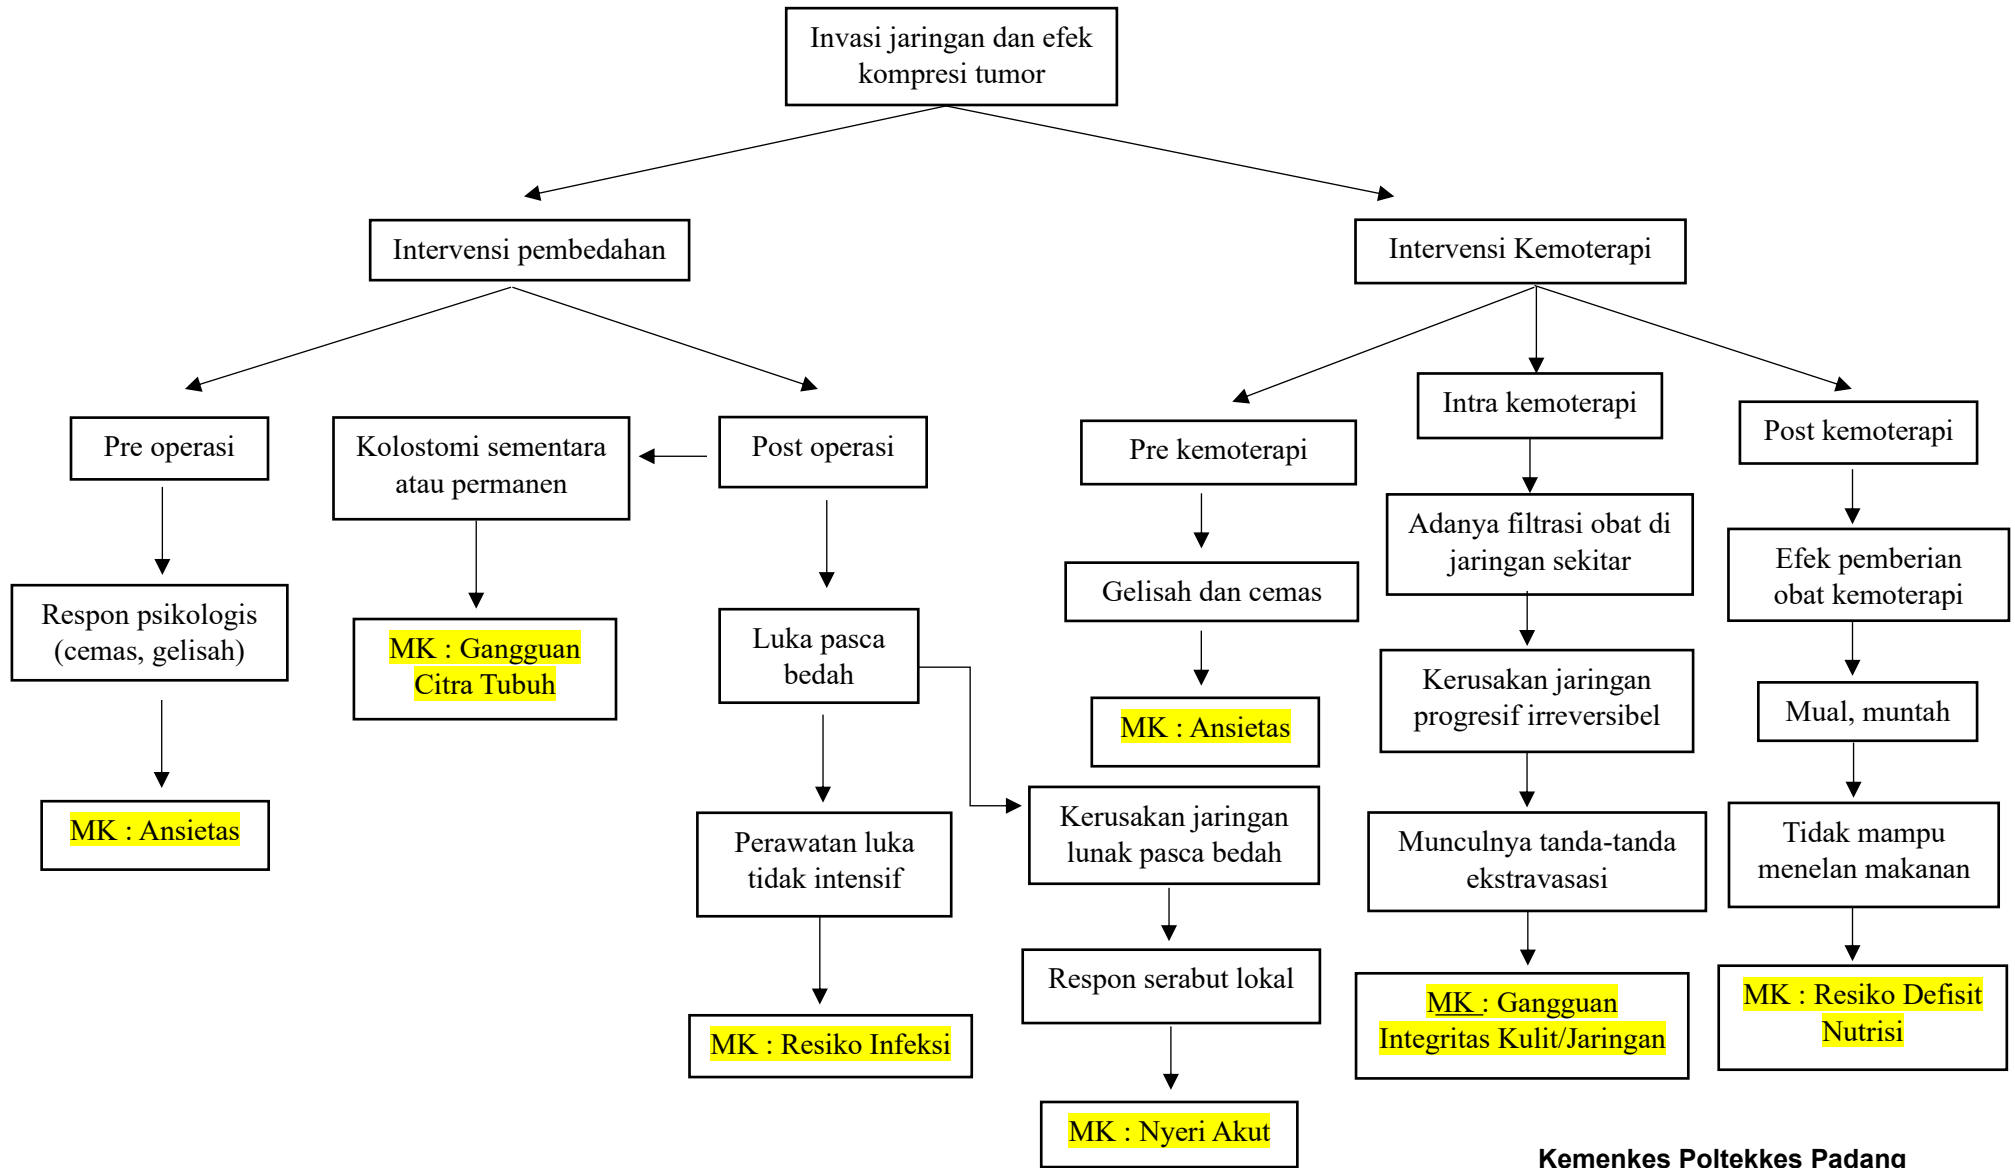 Invasi jaringan dan efek
kompresi tumor
Intervensi pembedahan
Intervensi Kemoterapi
Pre operasi
Kolostomi sementara
atau permanen
Post operasi
Pre kemoterapi
Intra kemoterapi
Post kemoterapi
Respon psikologis
(cemas, gelisah)
MK : Gangguan
Citra Tubuh
Luka pasca
bedah
Gelisah dan cemas
Adanya filtrasi obat di
jaringan sekitar
Efek pemberian
obat kemoterapi
MK : Ansietas
Perawatan luka
tidak intensif
MK : Ansietas
Kerusakan jaringan
lunak pasca bedah
Kerusakan jaringan
progresif irreversibel
Mual, muntah
Munculnya tanda-tanda
ekstravasasi
Tidak mampu
menelan makanan
MK : Resiko Infeksi
Respon serabut lokal
MK : Gangguan
Integritas Kulit/Jaringan
MK : Resiko Defisit
Nutrisi
MK : Nyeri Akut
Kemenkes Poltekkes Padang